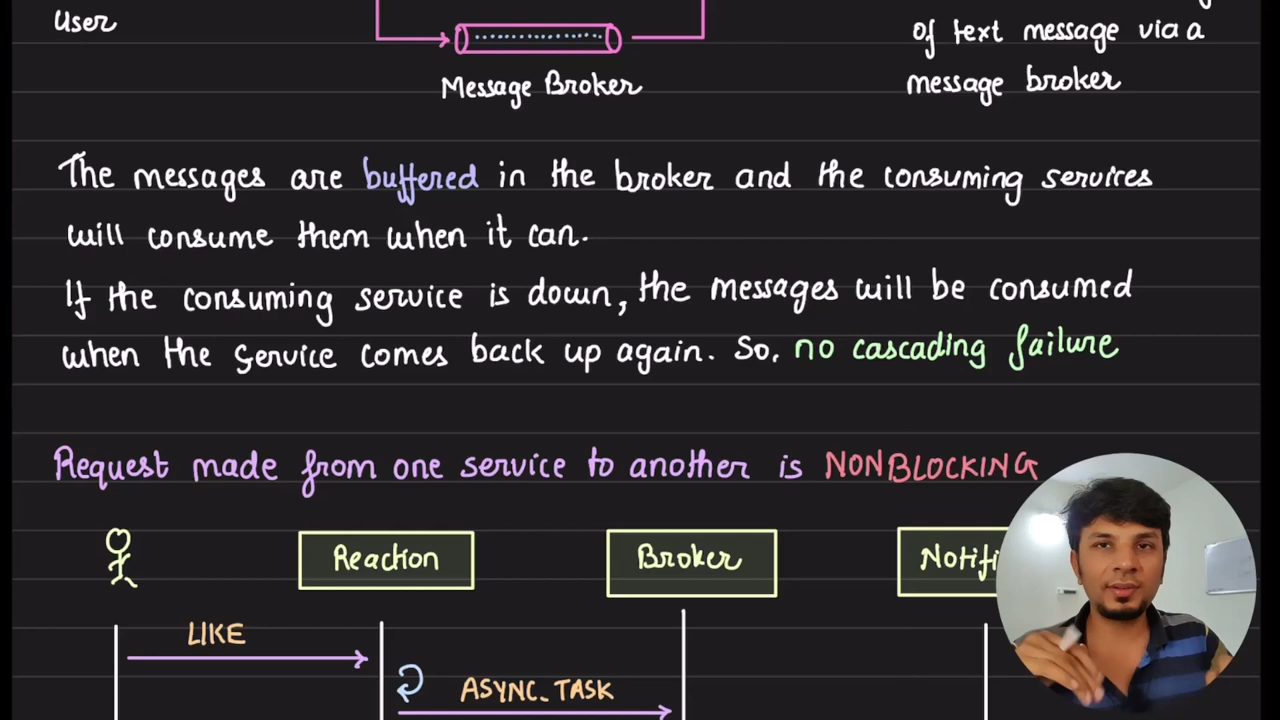 User
of text message via a
Message Broker
message broker
The messages are buffered in the broker and the consuming services
will consume them when it can.
If the consuming service is down, the messages will be consumed
when the service comes back up again. So, no cascading failure
Request made from one service to another is NONBLOCKING
Reaction
Broker
Notifi
LIKE
ASYNC_TASK